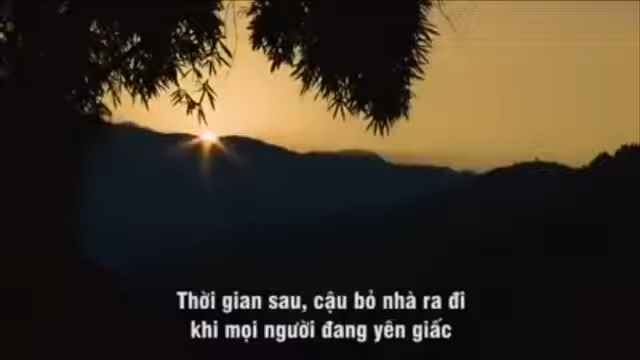 Thời gian sau, cậu bỏ nhà ra đi
khi mọi người đang yên giấc